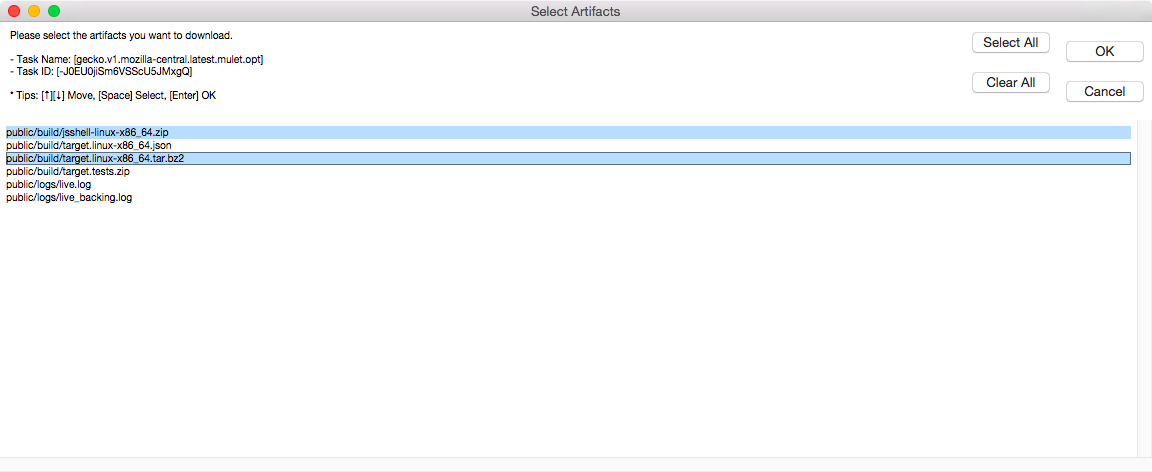 Select Artifacts
Please select the artifacts you want to download.
- Task Name: [gecko.v1.mozilla-central.latest.mulet.opt]
- Task ID: [-J0EU0jiSm6VSScU5JMxgQ]
* Tips: [↑][↓] Move, [Space] Select, [Enter] OK
Select All
OK
Clear All
Cancel
public/build/jsshell-linux-x86_64.zip
public/build/target.linux-x86_64.json
public/build/target.linux-x86_64.tar.bz2
public/build/target.tests.zip
public/logs/live.log
public/logs/live_backing.log